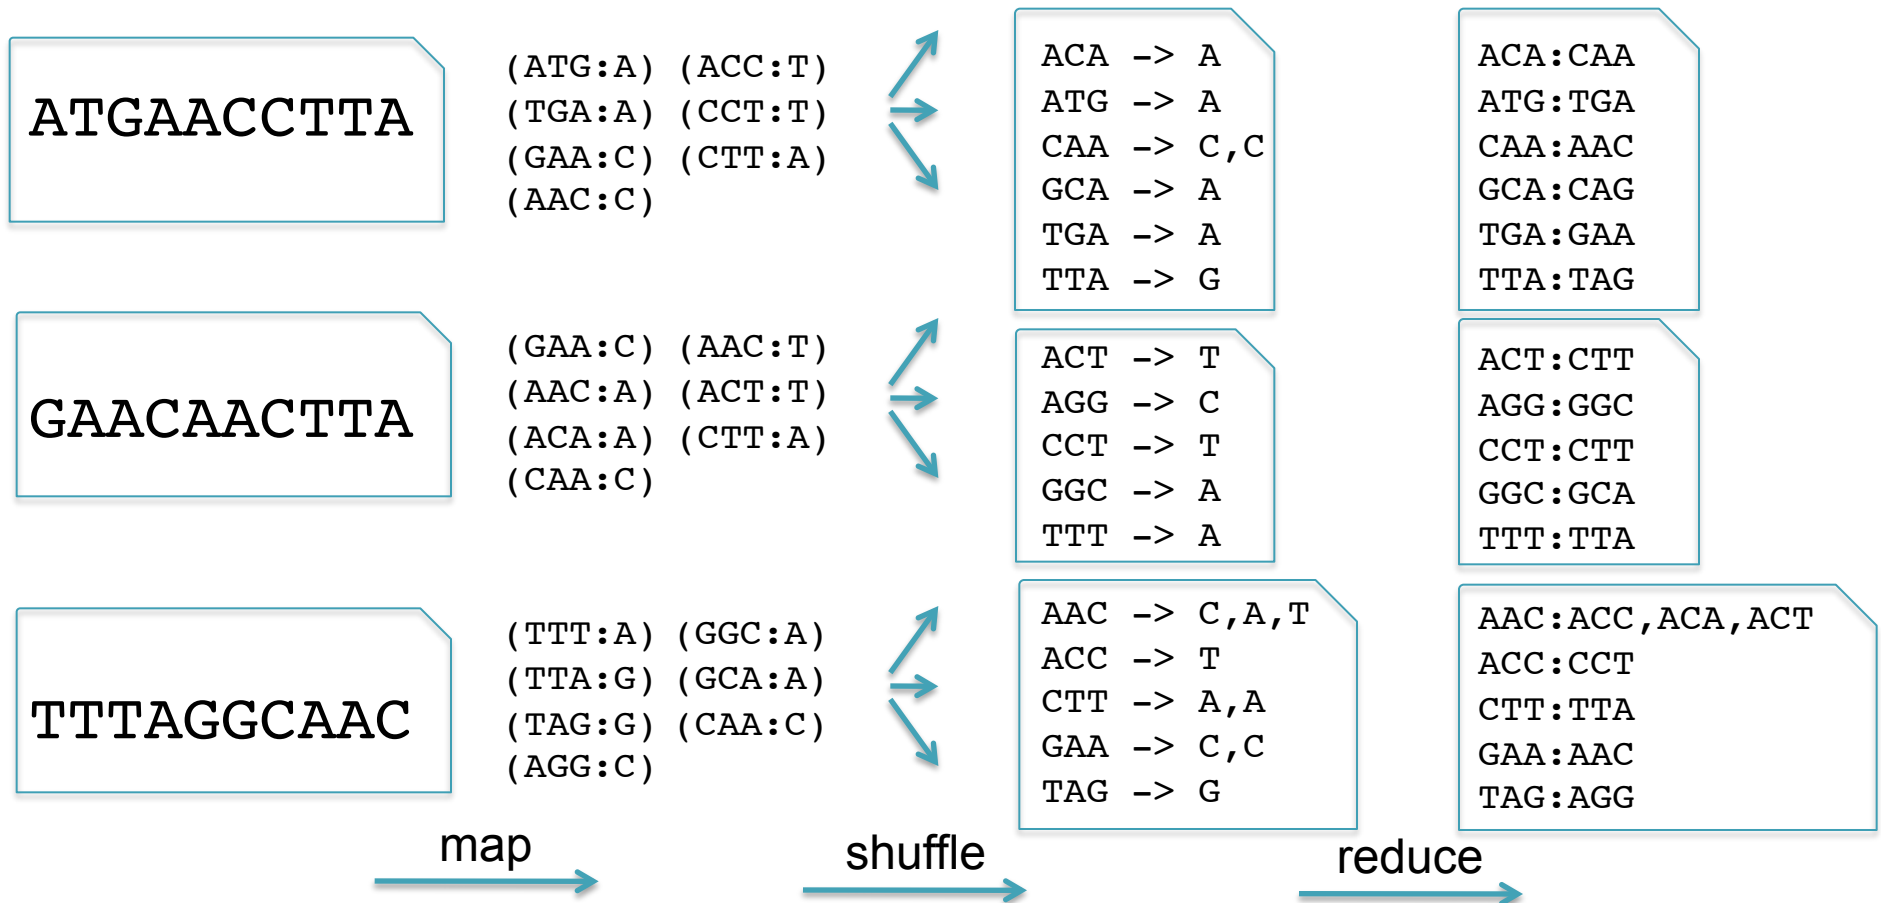 ATGAACCTTA
(ATG:A) (ACC:T)
(TGA:A) (CCT:T)
(GAA:C) (CTT:A)
(AAC:C)
ACA -> A
ATG -> A
CAA -> C,C
GCA -> A
TGA -> A
TTA -> G
ACA:CAA
ATG:TGA
CAA:AAC
GCA:CAG
TGA:GAA
TTA:TAG
GAACAACTTA
(GAA:C) (AAC:T)
(AAC:A) (ACT:T)
(ACA:A) (CTT:A)
(CAA:C)
ACT -> T
AGG -> C
CCT -> T
GGC -> A
TTT -> A
ACT:CTT
AGG:GGC
CCT:CTT
GGC:GCA
TTT:TTA
TTTAGGCAAC
(TTT:A) (GGC:A)
(TTA:G) (GCA:A)
(TAG:G) (CAA:C)
(AGG:C)
AAC -> C,A,T
ACC -> T
CTT -> A,A
GAA -> C,C
TAG -> G
AAC:ACC,ACA,ACT
ACC:CCT
CTT:TTA
GAA:AAC
TAG:AGG
map
shuffle
reduce